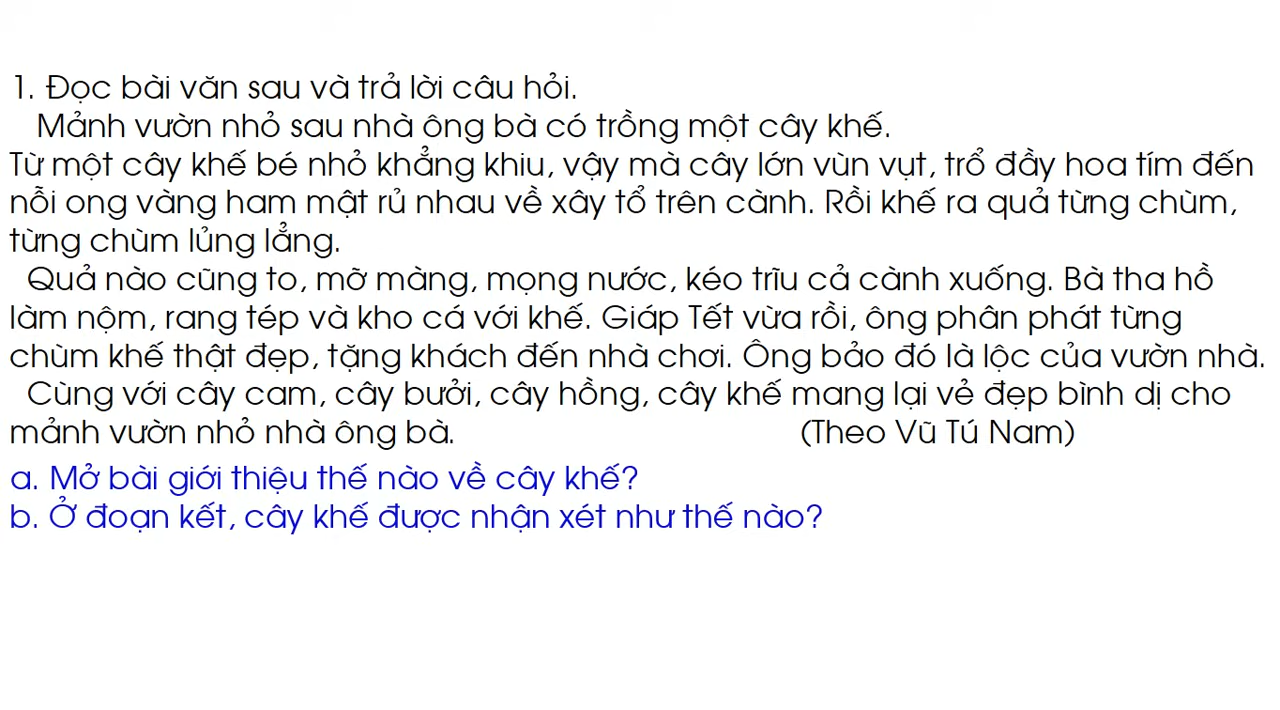 1. Đọc bài văn sau và trả lời câu hỏi.
Mảnh vườn nhỏ sau nhà ông bà có trồng một cây khế.
Từ một cây khế bé nhỏ khẳng khiu, vậy mà cây lớn vùn vụt, trổ đầy hoa tím đến
nỗi ong vàng ham mật rủ nhau về xây tổ trên cành. Rồi khế ra quả từng chùm,
từng chùm lủng lẳng.
Quả nào cũng to, mỡ màng, mọng nước, kéo trĩu cả cành xuống. Bà tha hồ
làm nộm, rang tép và kho cá với khế. Giáp Tết vừa rồi, ông phân phát từng
chùm khế thật đẹp, tặng khách đến nhà chơi. Ông bảo đó là lộc của vườn nhà.
Cùng với cây cam, cây bưởi, cây hồng, cây khế mang lại vẻ đẹp bình dị cho
mảnh vườn nhỏ nhà ông bà. (Theo Vũ Tú Nam)
a. Mở bài giới thiệu thế nào về cây khế?
b. Ở đoạn kết, cây khế được nhận xét như thế nào?